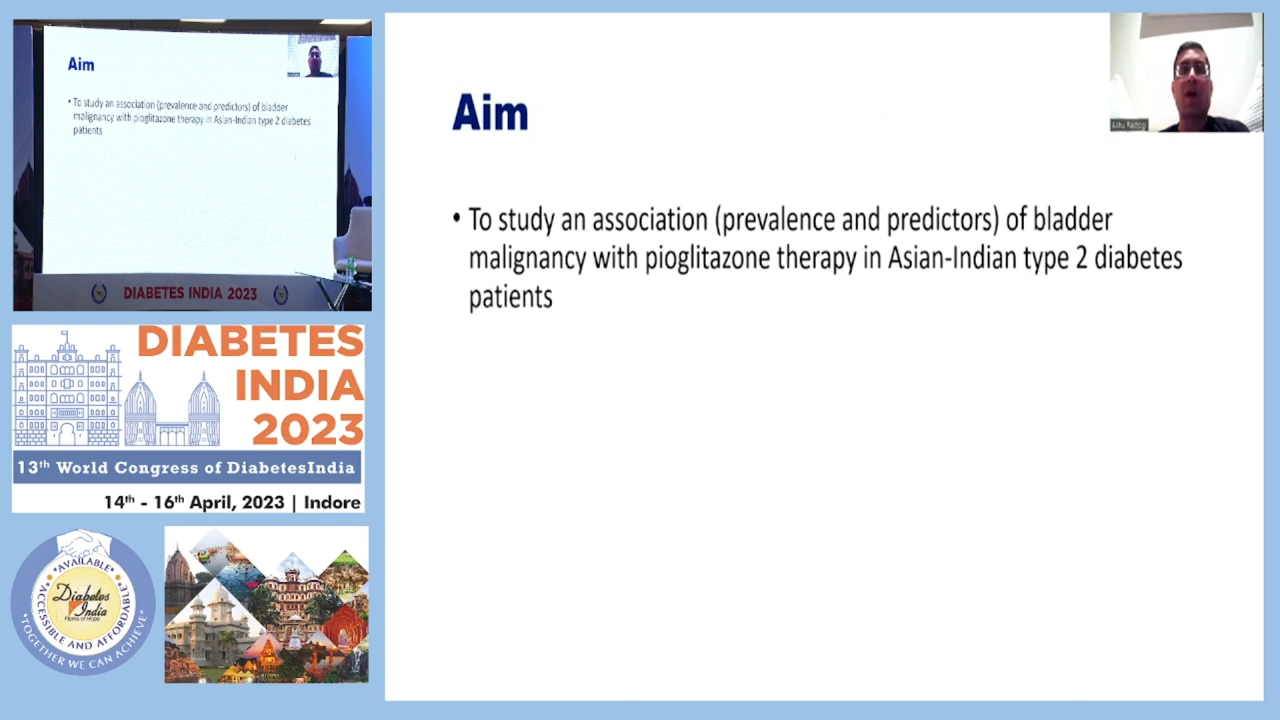 Aim
• To study an association (prevalence and predictors) of bladder
malignancy with pioglitazone therapy in Asian-Indian type 2 diabetes
patients
DIABETES INDIA 2023
DIABETES
INDIA
2023
13th World Congress of DiabetesIndia
14th - 16th April, 2023 | Indore
•AVAILABLE•
ACCESSIBLE AND AFFORDABLE
"TOGETHER WE CAN ACHIEVE"
Diabetes
India
Aim
• To study an association (prevalence and predictors) of bladder
malignancy with pioglitazone therapy in Asian-Indian type 2 diabetes
patients